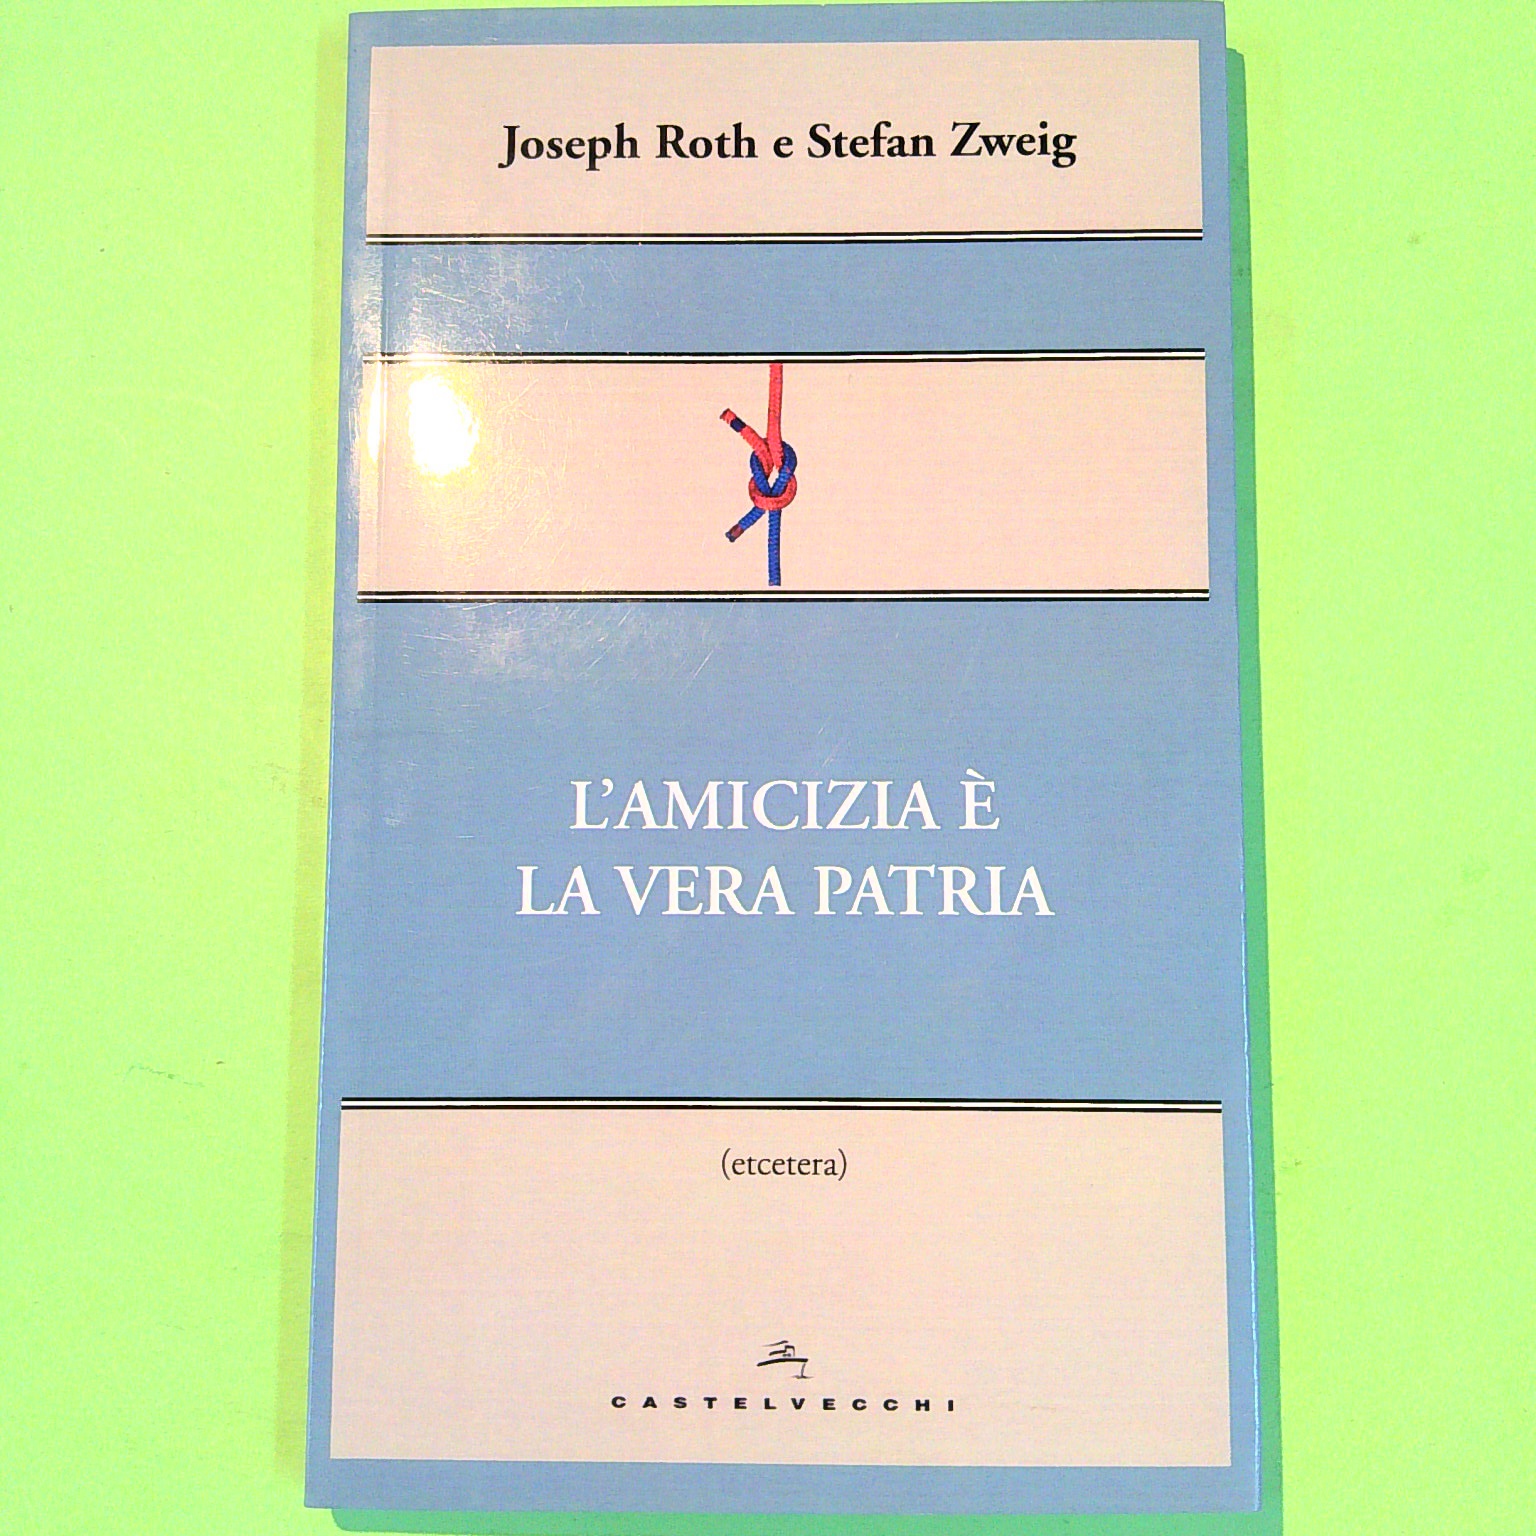 Joseph Roth e Stefan Zweig
L’AMICIZIA È
LA VERA PATRIA
(etcetera)
CASTELVECCHI